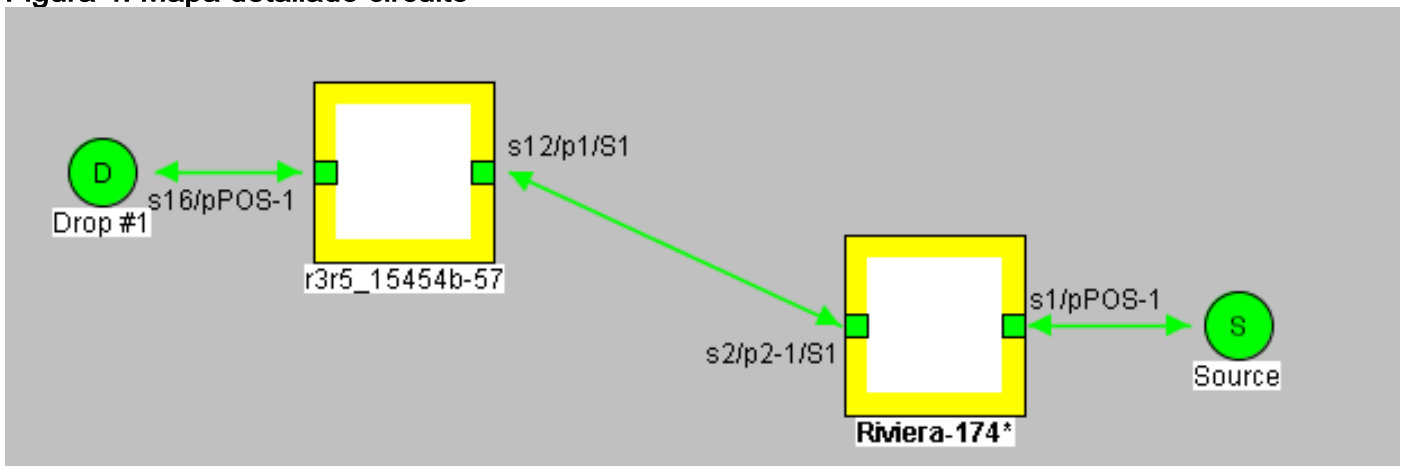 Figura 4. Mapa detallado circuito
s12/p1/S1
D
s16/pPOS-1
Drop #1
r3r5_15454b-57
s1/pPOS-1
S
s2/p2-1/S1
Source
Riviera-174*